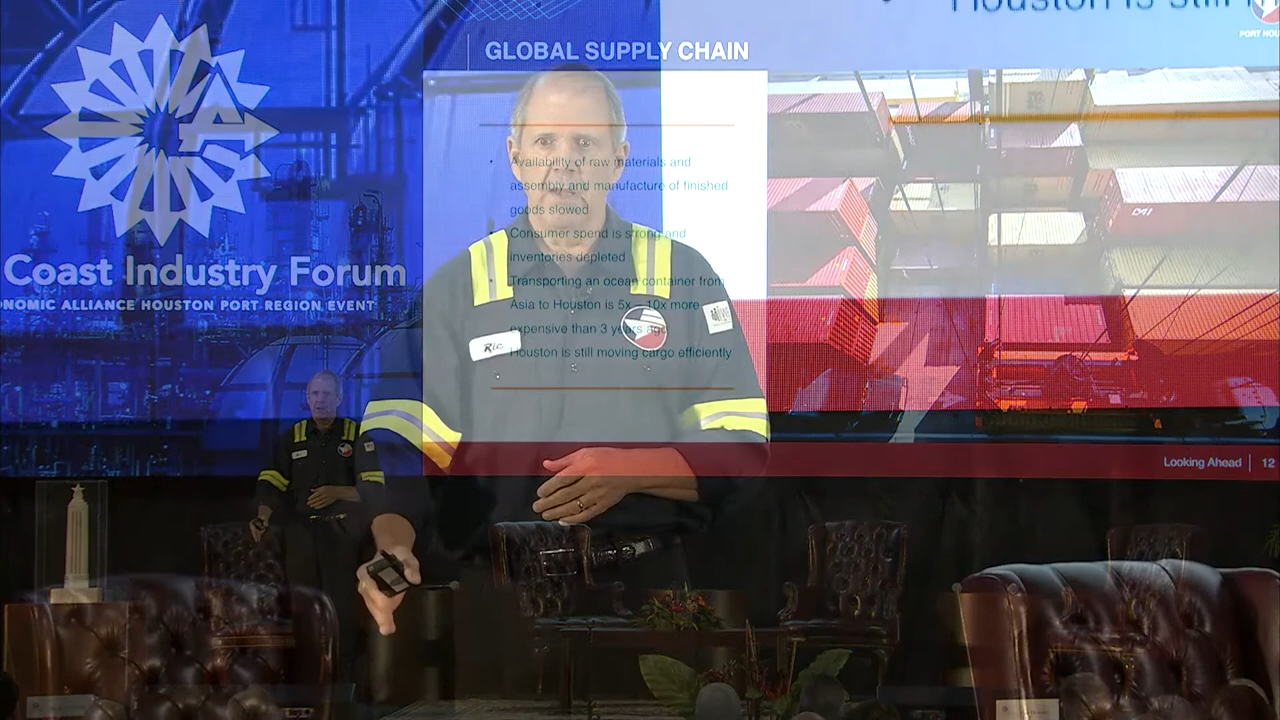 Houston is still
PORT HOU
GLOBAL SUPPLY CHAIN
Coast Industry Forum
NOMIC ALLIANCE HOUSTON PORT REGION EVENT
• Availability of raw materials and
assembly and manufacture of finished
goods slowed
• Consumer spend is strong and
inventories depleted
• Transporting an ocean container from
Asia to Houston is 5x – 10x more
expensive than 3 years ago
• Houston is still moving cargo efficiently
Ric
Looking Ahead | 12